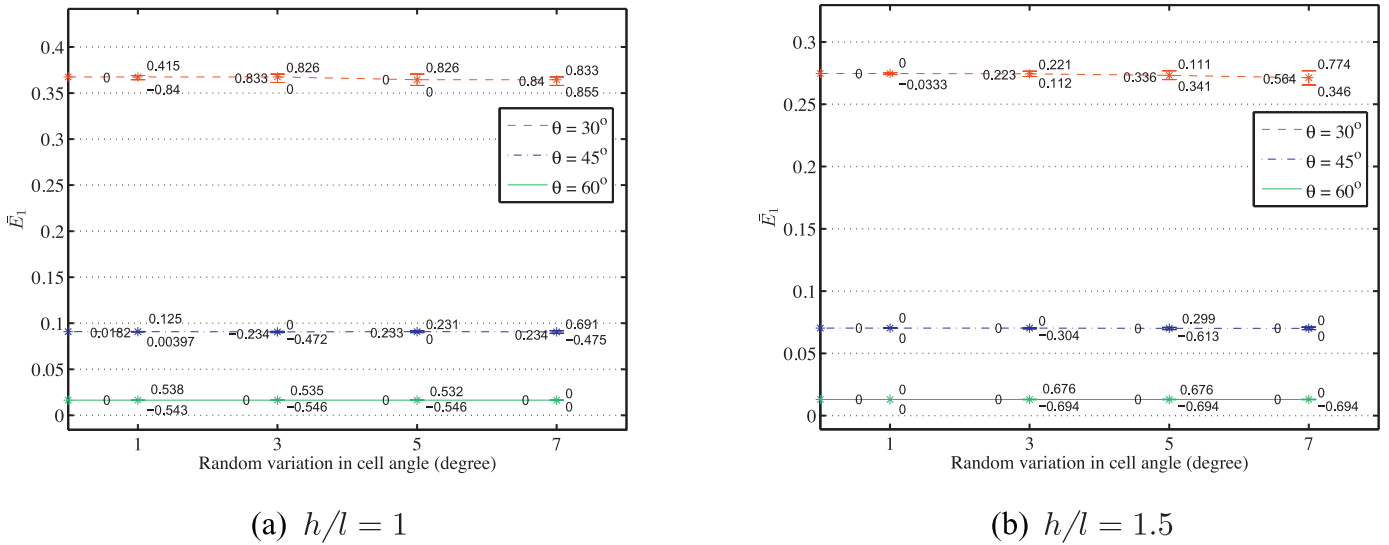 0.4
0.35
0.3
0.25
0.2
0.15
0.1
0.05
0
Ē₁
0 0.415 −0.84
0.833 0.826 0
0 0.826 0
0.84 0.833 0.855
θ = 30°
θ = 45°
θ = 60°
0.0182 0.125 0.00397
−0.234 0 −0.472
0.233 0.231 0
0.234 0.691 −0.475
0 0.538 −0.543
0 0.535 −0.546
0 0.532 −0.546
0 0 0
1 3 5 7
Random variation in cell angle (degree)
(a) h/l = 1
0.3
0.25
0.2
0.15
0.1
0.05
0
Ē₁
0 0 −0.0333
0.223 0.221 0.112
0.336 0.111 0.341
0.564 0.774 0.346
θ = 30°
θ = 45°
θ = 60°
0 0 0
0 0 −0.304
0 0.299 −0.613
0 0 0
0 0 0
0 0.676 −0.694
0 0.676 −0.694
0 0 −0.694
1 3 5 7
Random variation in cell angle (degree)
(b) h/l = 1.5